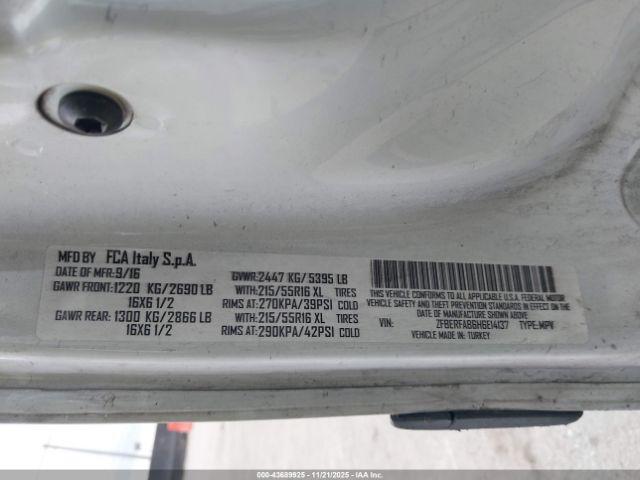 MFD BY FCA Italy S.p.A.
DATE OF MFR:9/16 GVWR:2447 KG/5395 LB
GAWR FRONT:1220 KG/2690 LB WITH:215/55R16 XL TIRES
16X6 1/2 RIMS AT:270KPA/39PSI COLD
GAWR REAR:1300 KG/2866 LB WITH:215/55R16 XL TIRES
16X6 1/2 RIMS AT:290KPA/42PSI COLD
THIS VEHICLE CONFORMS TO ALL APPLICABLE U.S.A. FEDERAL MOTOR
VEHICLE SAFETY AND THEFT PREVENTION STANDARDS IN EFFECT ON THE
DATE OF MANUFACTURE SHOWN ABOVE
VIN: ZFBERFAB6H6E14137 TYPE:MPV
VEHICLE MADE IN: TURKEY
000-43689925 - 11/21/2025 - IAAC